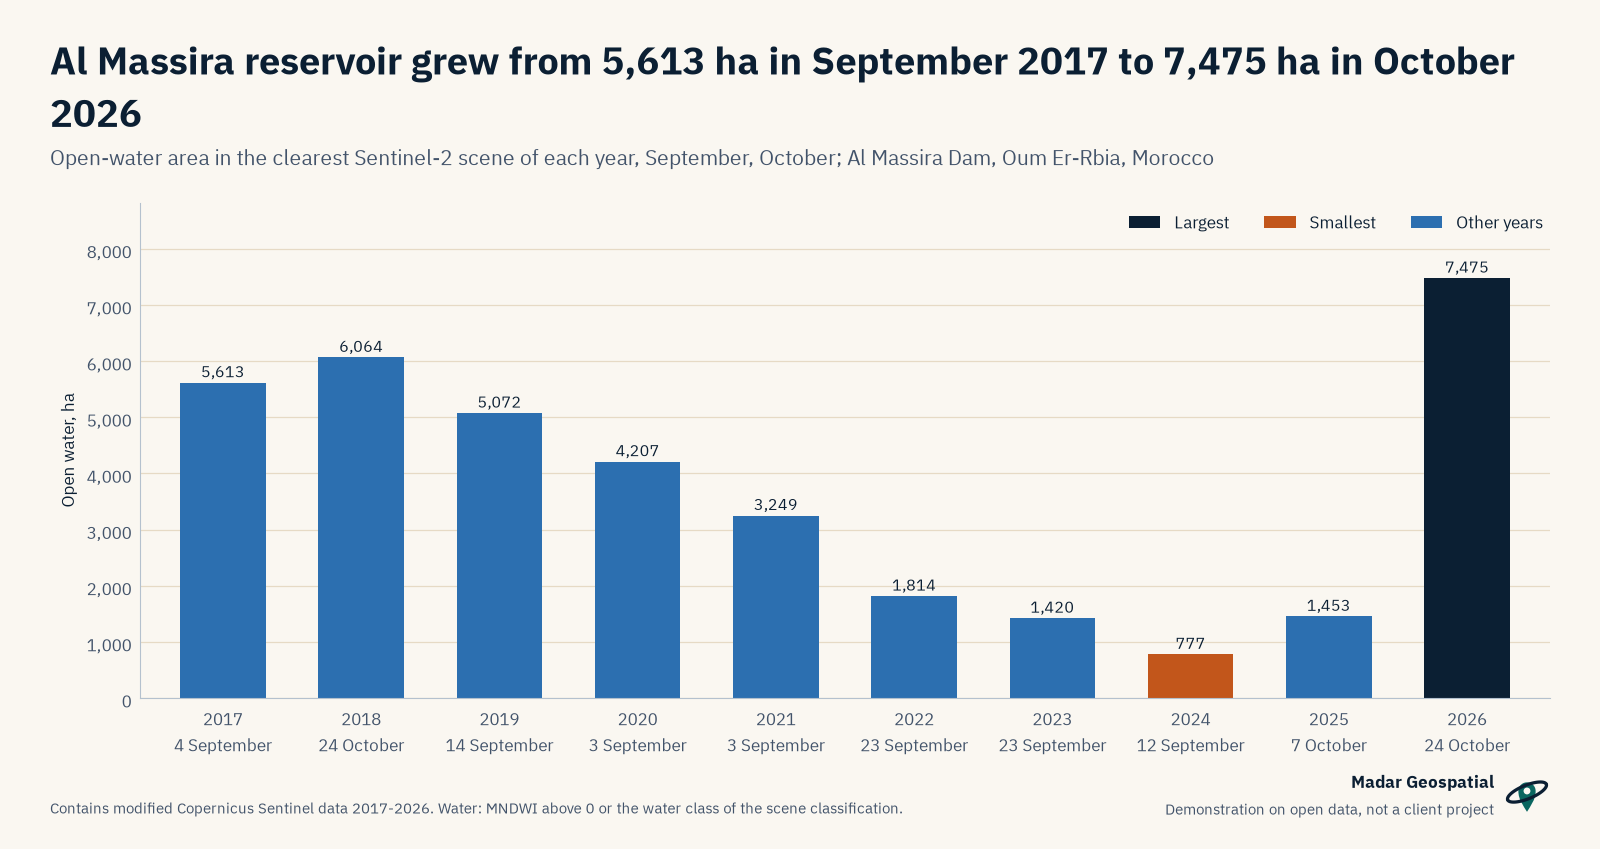 Al Massira reservoir grew from 5,613 ha in September 2017 to 7,475 ha in October
2026
Open-water area in the clearest Sentinel-2 scene of each year, September, October; Al Massira Dam, Oum Er-Rbia, Morocco
Largest
Smallest
Other years
Open water, ha
8,000
7,000
6,000
5,000
4,000
3,000
2,000
1,000
0
5,613
6,064
5,072
4,207
3,249
1,814
1,420
777
1,453
7,475
2017
4 September
2018
24 October
2019
14 September
2020
3 September
2021
3 September
2022
23 September
2023
23 September
2024
12 September
2025
7 October
2026
24 October
Contains modified Copernicus Sentinel data 2017-2026. Water: MNDWI above 0 or the water class of the scene classification.
Madar Geospatial
Demonstration on open data, not a client project